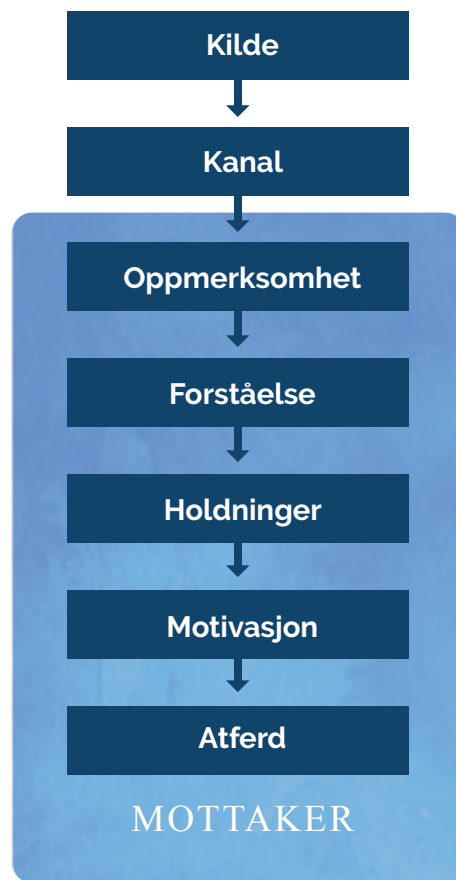 Kilde
Kanal
Oppmerksomhet
Forståelse
Holdninger
Motivasjon
Atferd
MOTTAKER